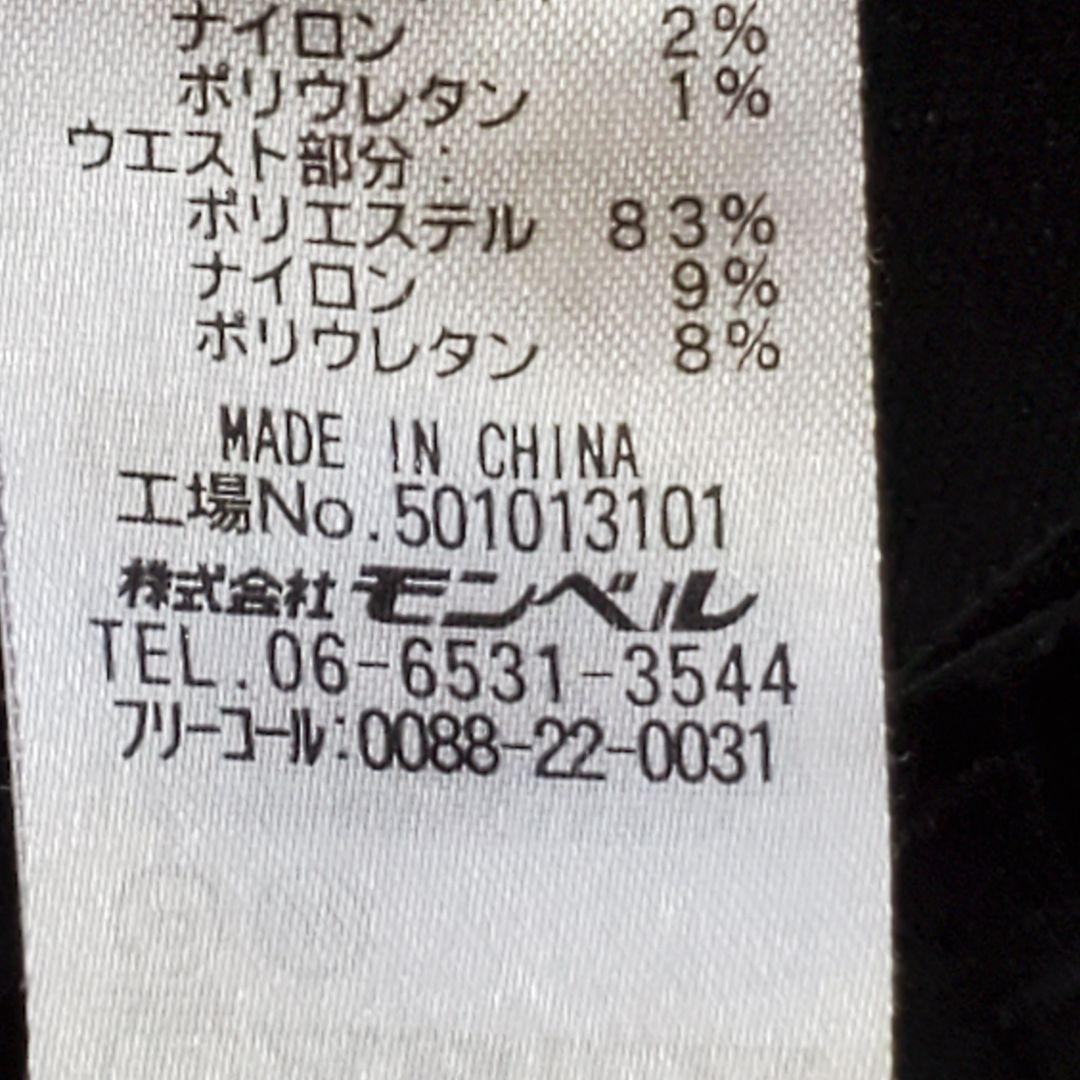 ナイロン 2%
ポリウレタン 1%
ウエスト部分:
ポリエステル 83%
ナイロン 9%
ポリウレタン 8%
MADE IN CHINA
工場No.501013101
株式会社モンベル
TEL.06-6531-3544
フリーコール:0088-22-0031